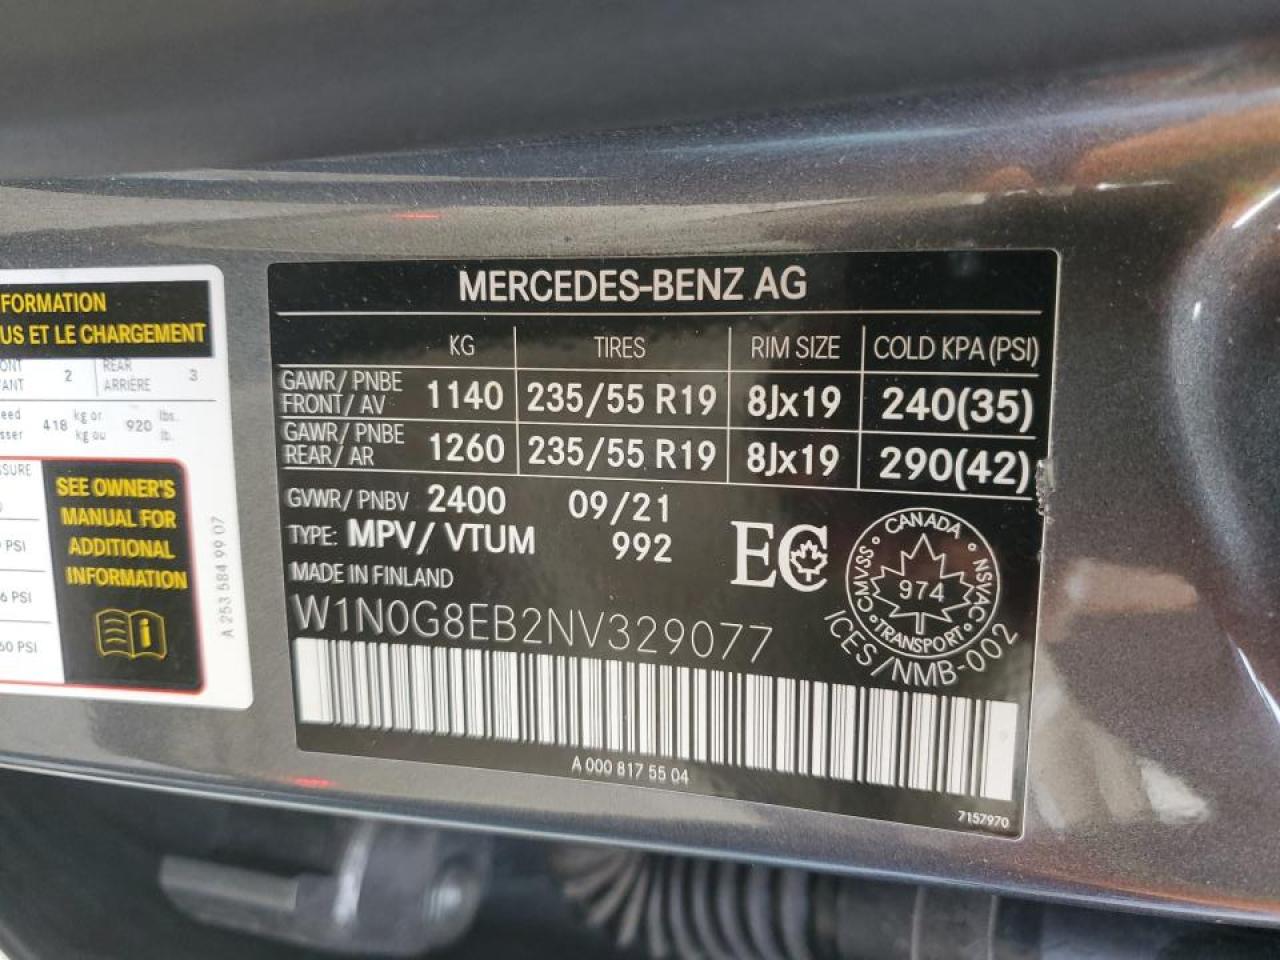 FORMATION
US ET LE CHARGEMENT
ONT
ANT
2
REAR
ARRIÈRE
3
eed
sser
418
kg or
kg ou
920
lbs.
lb.
SSURE
PSI
6 PSI
60 PSI
SEE OWNER'S
MANUAL FOR
ADDITIONAL
INFORMATION
i
A 253 584 99 07
MERCEDES-BENZ AG
KG TIRES RIM SIZE COLD KPA (PSI)
GAWR/ PNBE
FRONT/ AV
1140 235/55 R19 8Jx19 240(35)
GAWR/ PNBE
REAR/ AR
1260 235/55 R19 8Jx19 290(42)
GVWR/ PNBV 2400 09/21
TYPE: MPV/ VTUM 992
MADE IN FINLAND
EC
CANADA
CMVSS NSVAC
974
TRANSPORT
ICES/NMB-002
W1N0G8EB2NV329077
A 000 817 55 04
7157970